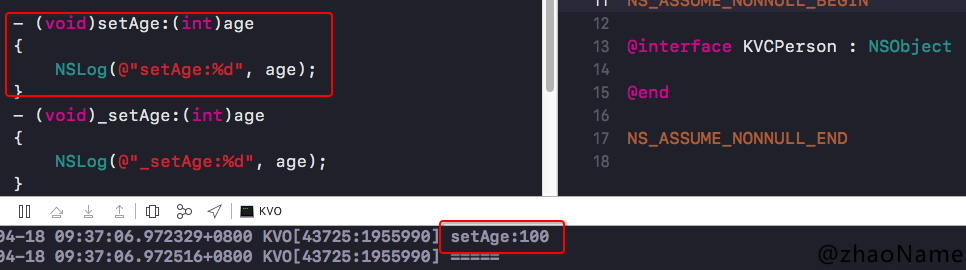 - (void)setAge:(int)age
{
NSLog(@"setAge:%d", age);
}
- (void)_setAge:(int)age
{
NSLog(@"_setAge:%d", age);
}
11 NS_ASSUME_NONNULL_BEGIN
12
13 @interface KVCPerson : NSObject
14
15 @end
16
17 NS_ASSUME_NONNULL_END
18
KVO
04-18 09:37:06.972329+0800 KVO[43725:1955990] setAge:100
04-18 09:37:06.972516+0800 KVO[43725:1955990] =====
@zhaoName